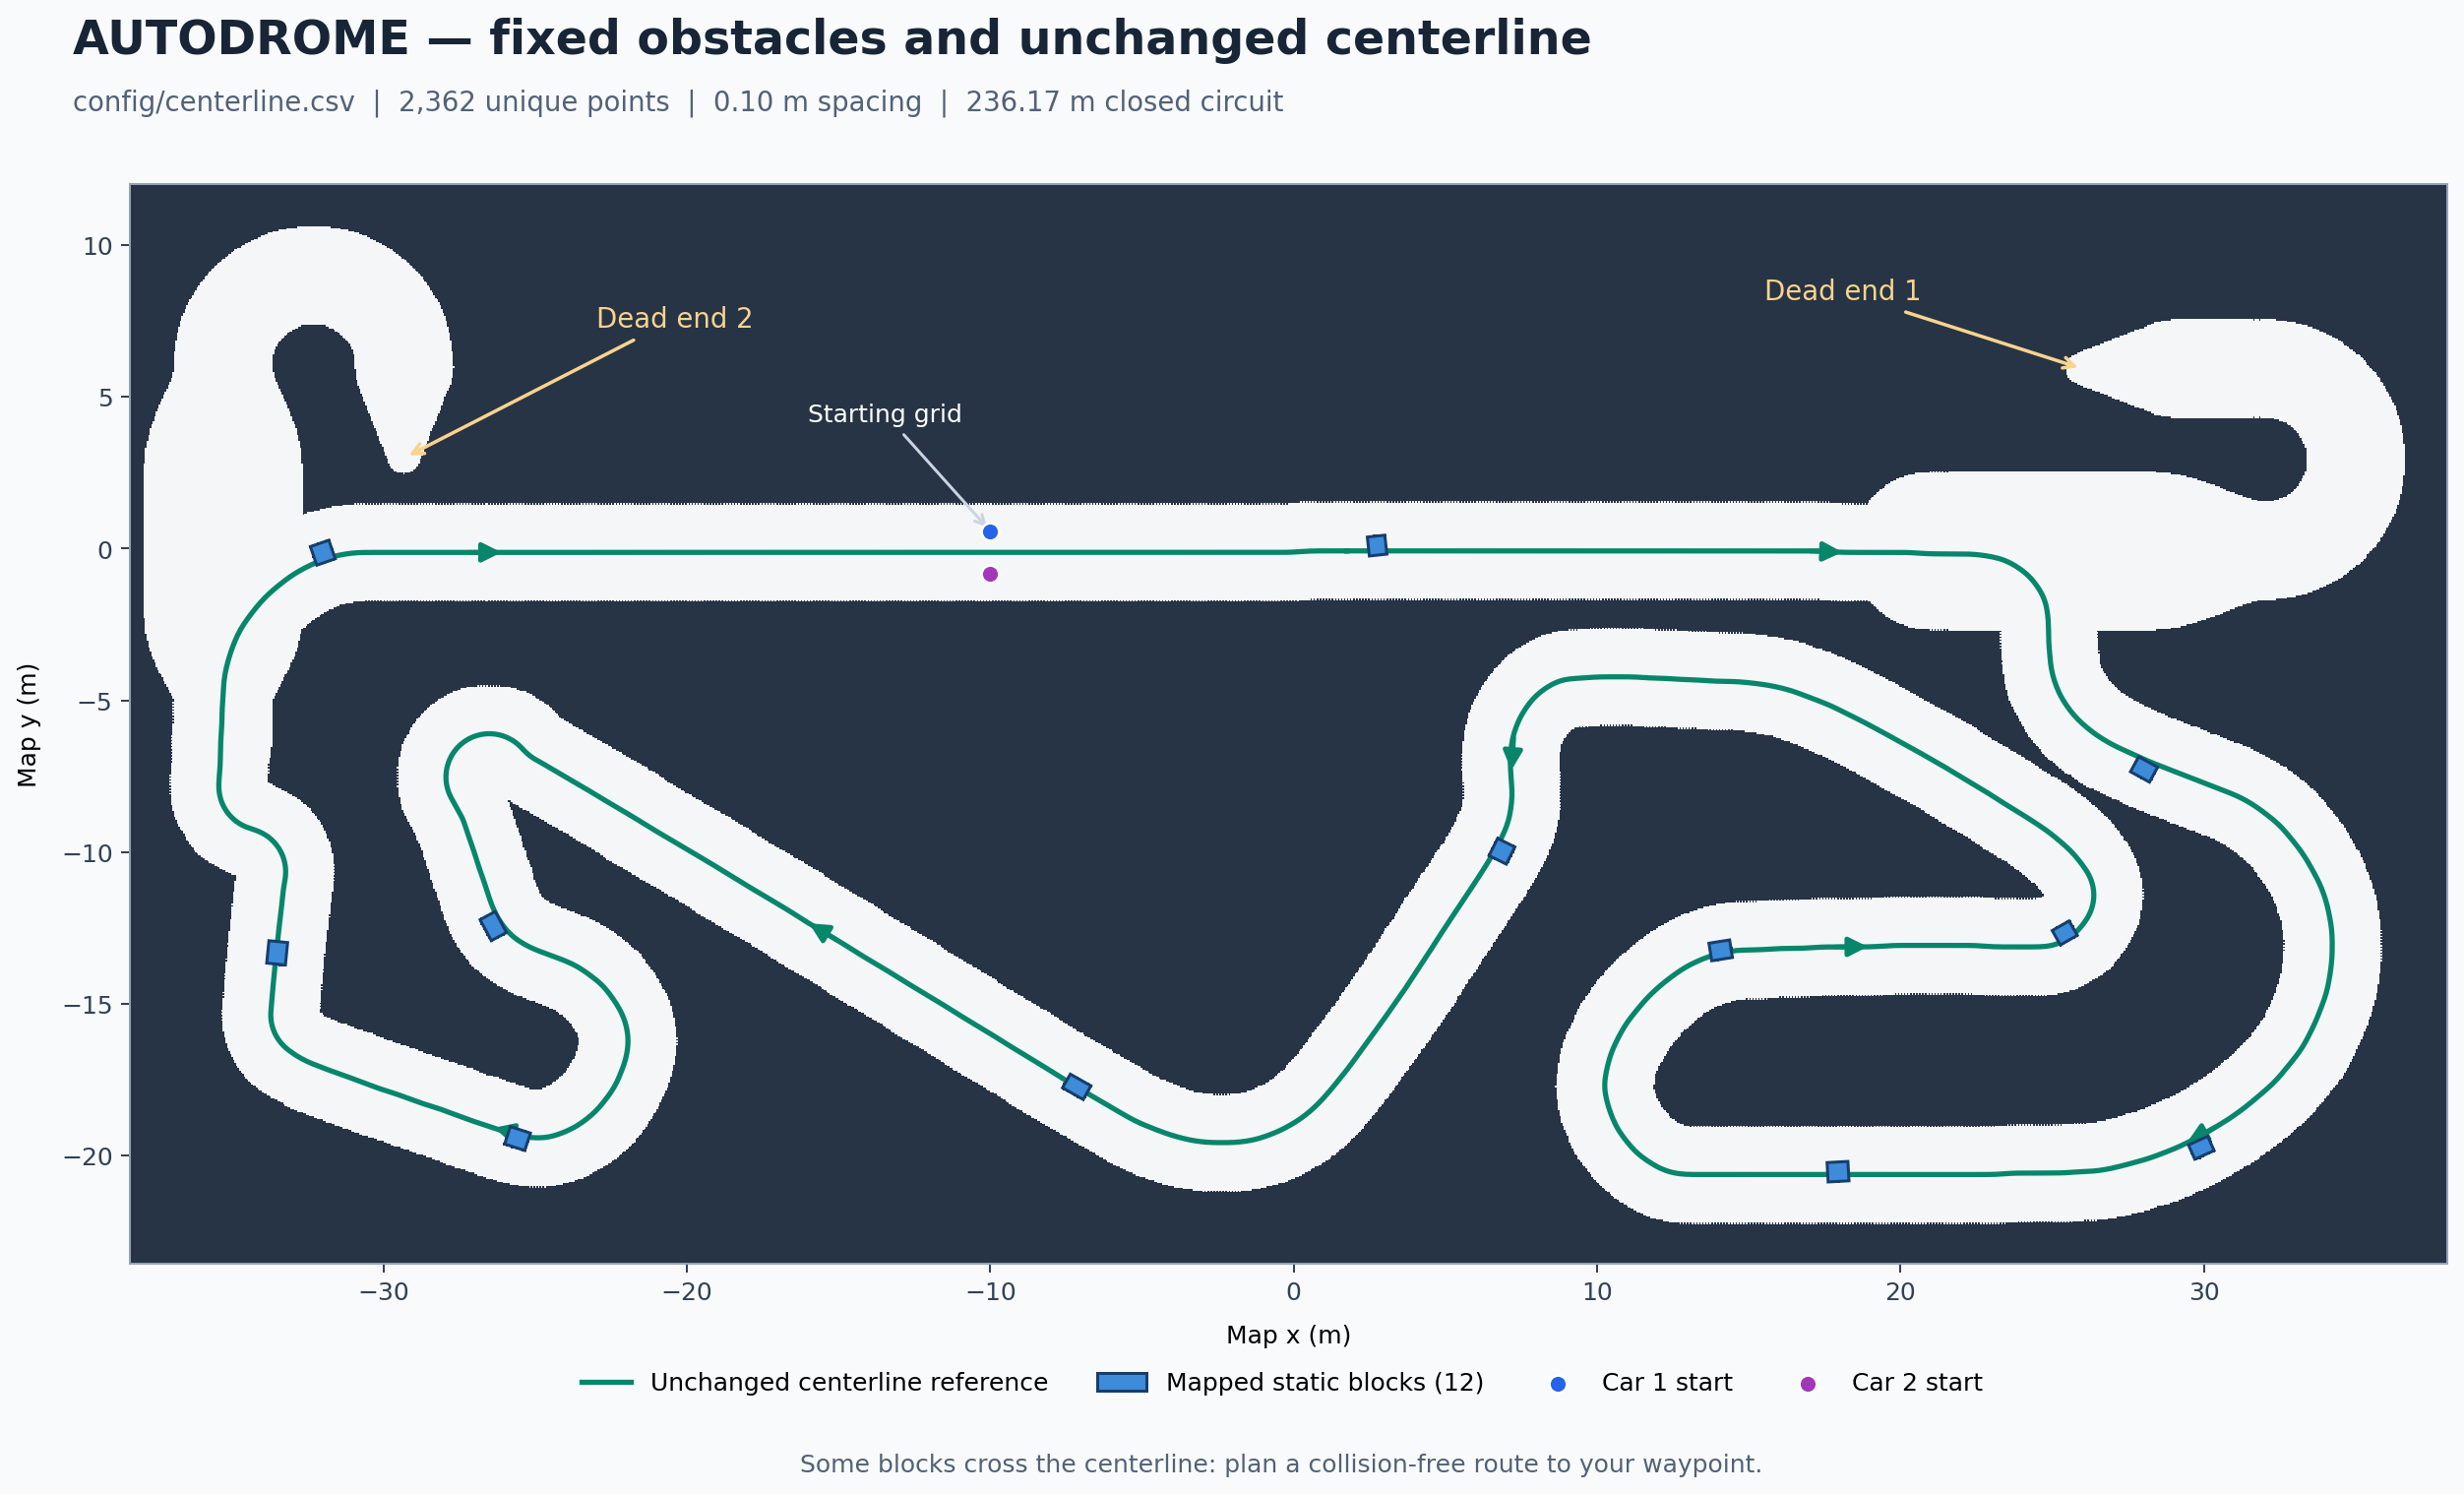 AUTODROME — fixed obstacles and unchanged centerline
config/centerline.csv | 2,362 unique points | 0.10 m spacing | 236.17 m closed circuit
Dead end 2
Dead end 1
Starting grid
Map y (m)
10
5
0
−5
−10
−15
−20
−30
−20
−10
0
10
20
30
Map x (m)
Unchanged centerline reference
Mapped static blocks (12)
Car 1 start
Car 2 start
Some blocks cross the centerline: plan a collision-free route to your waypoint.